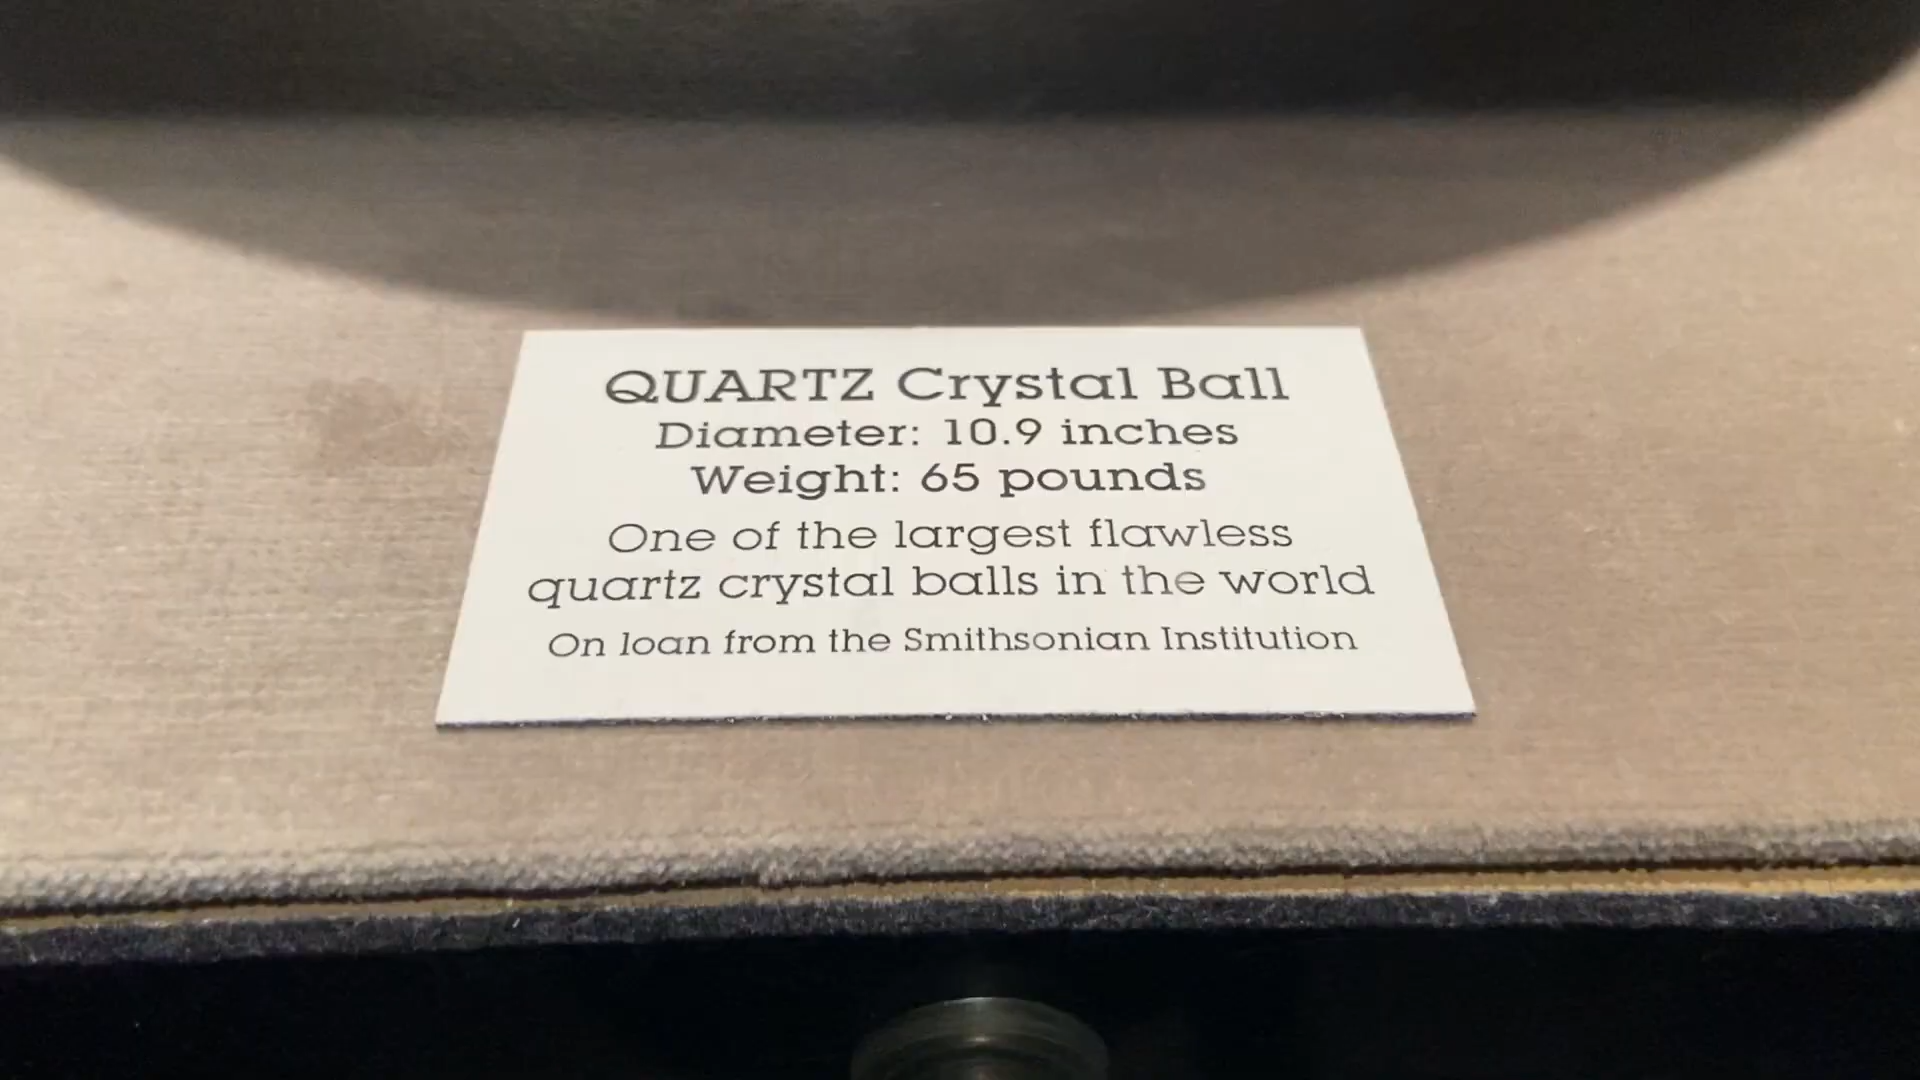 QUARTZ Crystal Ball
Diameter: 10.9 inches
Weight: 65 pounds
One of the largest flawless
quartz crystal balls in the world
On loan from the Smithsonian Institution